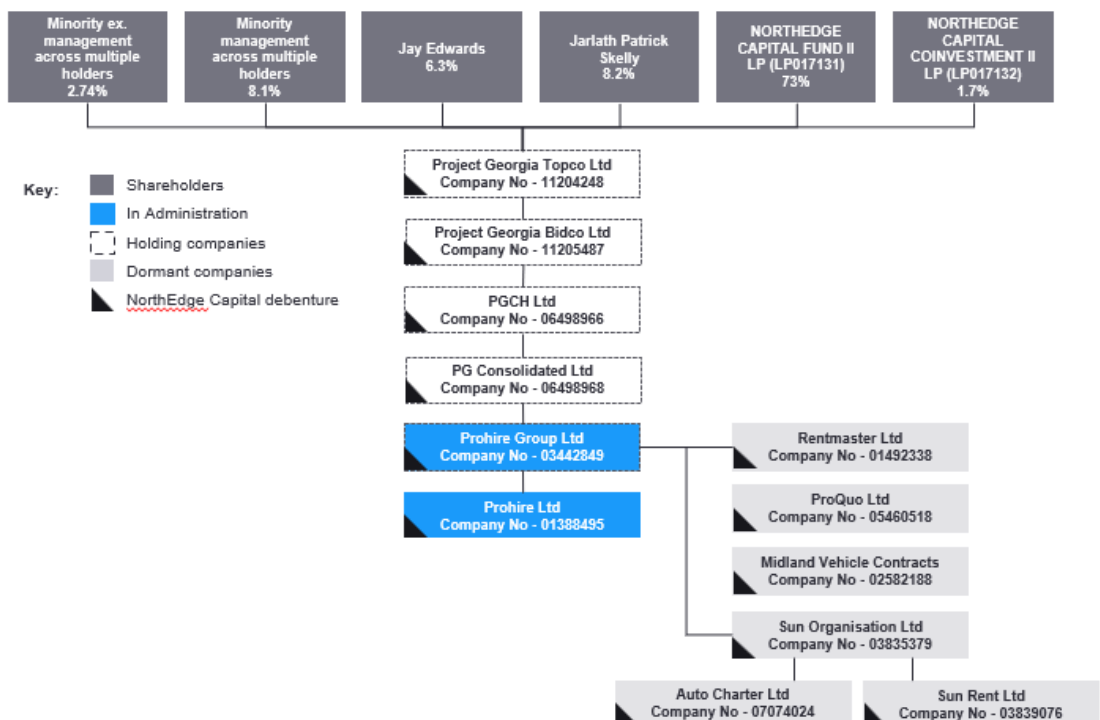 Minority ex.
management
across multiple
holders
2.74%
Minority
management
across multiple
holders
8.1%
Jay Edwards
6.3%
Jarlath Patrick
Skelly
8.2%
NORTHEDGE
CAPITAL FUND II
LP (LP017131)
73%
NORTHEDGE
CAPITAL
COINVESTMENT II
LP (LP017132)
1.7%
Key:
Shareholders
In Administration
Holding companies
Dormant companies
NorthEdge Capital debenture
Project Georgia Topco Ltd
Company No - 11204248
Project Georgia Bidco Ltd
Company No - 11205487
PGCH Ltd
Company No - 06498966
PG Consolidated Ltd
Company No - 06498968
Prohire Group Ltd
Company No - 03442849
Prohire Ltd
Company No - 01388495
Rentmaster Ltd
Company No - 01492338
ProQuo Ltd
Company No - 05460518
Midland Vehicle Contracts
Company No - 02582188
Sun Organisation Ltd
Company No - 03835379
Auto Charter Ltd
Company No - 07074024
Sun Rent Ltd
Company No - 03839076